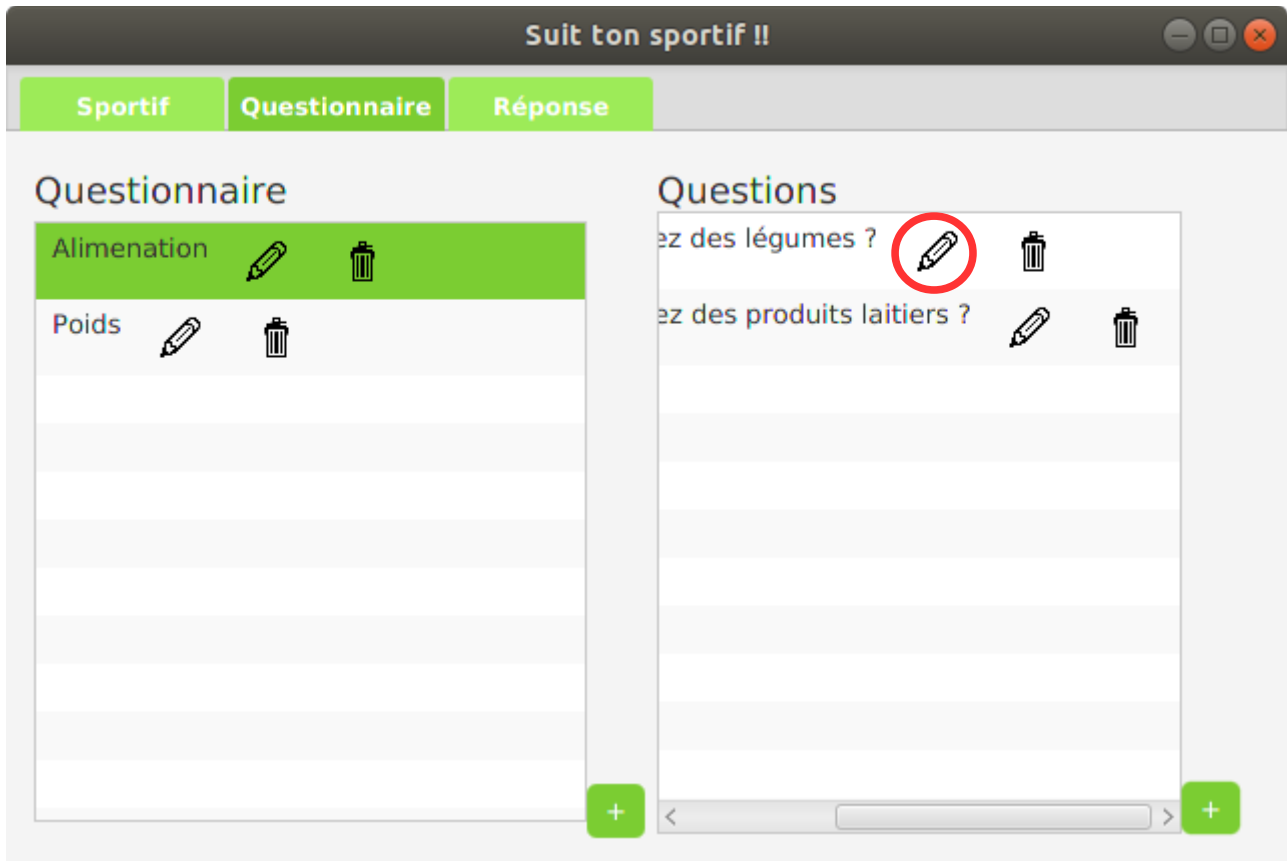 Suit ton sportif !!
Sportif Questionnaire Réponse
Questionnaire
Alimenation
Poids
+
Questions
ez des légumes ?
ez des produits laitiers ?
+